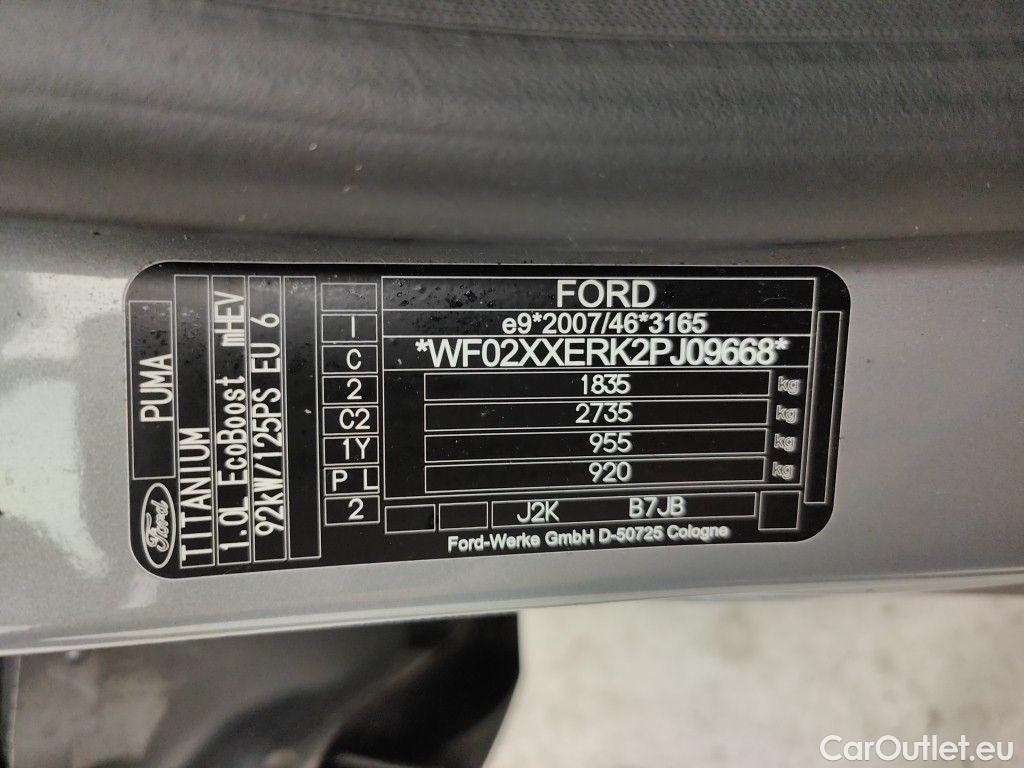 PUMA
Ford
TITANIUM
1.0L EcoBoost mHEV
92kW/125PS EU 6
I
C
2
C2
1Y
P L
2
FORD
e9*2007/46*3165
*WF02XXERK2PJ09668*
1835 kg
2735 kg
955 kg
920 kg
J2K B7JB
Ford-Werke GmbH D-50725 Cologne
CarOutlet.eu